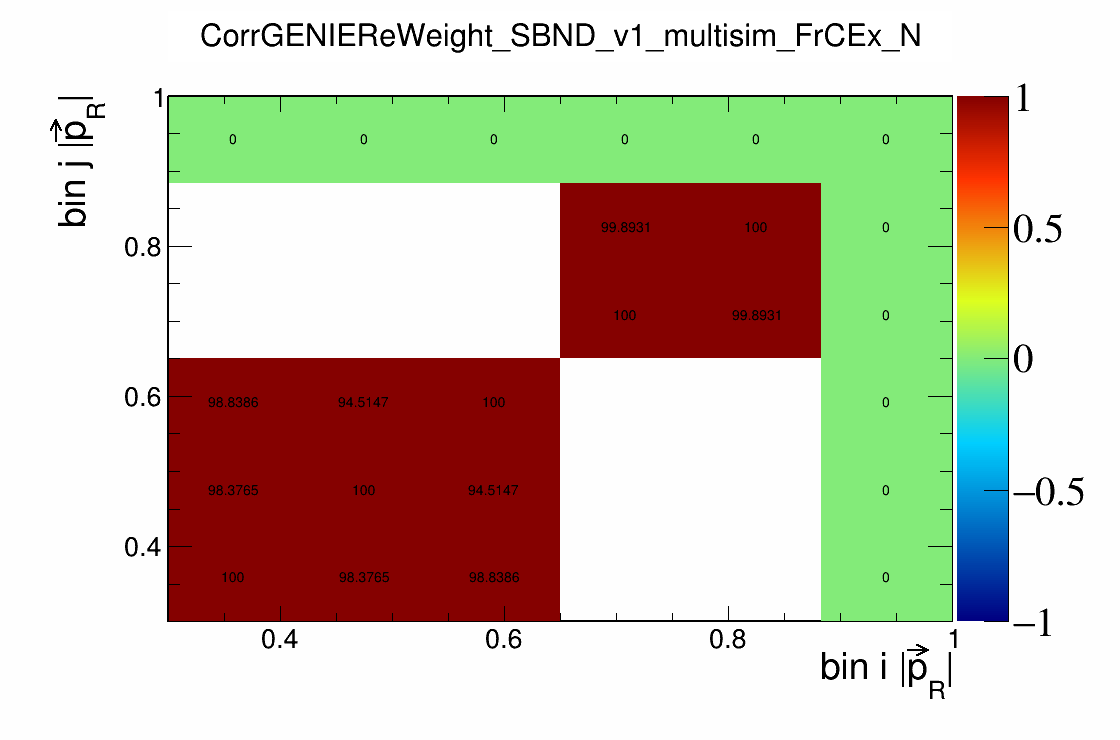 CorrGENIEReWeight_SBND_v1_multisim_FrCEx_N
bin j |p⃗_R|
1
0.8
0.6
0.4
0 0 0 0 0 0
99.8931 100 0
100 99.8931 0
98.8386 94.5147 100 0
98.3765 100 94.5147 0
100 98.3765 98.8386 0
0.4 0.6 0.8 1
bin i |p⃗_R|
1
0.5
0
−0.5
−1